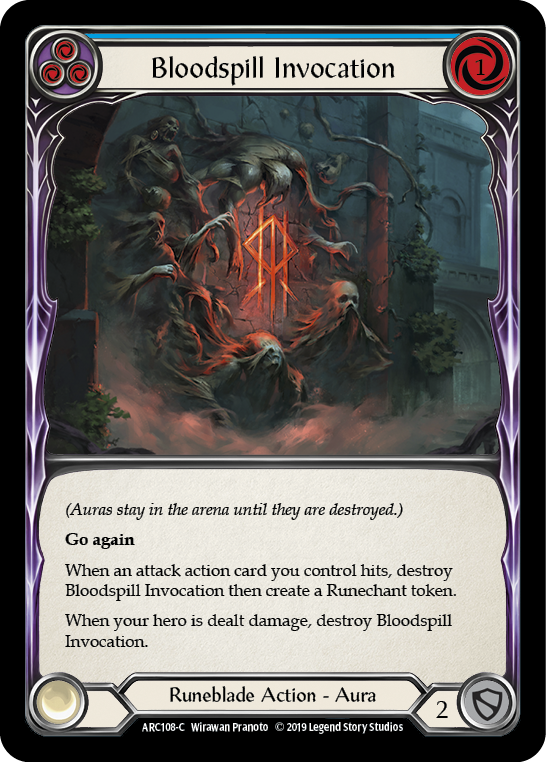 Bloodspill Invocation
1
(Auras stay in the arena until they are destroyed.)
Go again
When an attack action card you control hits, destroy
Bloodspill Invocation then create a Runechant token.
When your hero is dealt damage, destroy Bloodspill
Invocation.
Runeblade Action - Aura
2
ARC108-C Wirawan Pranoto © 2019 Legend Story Studios